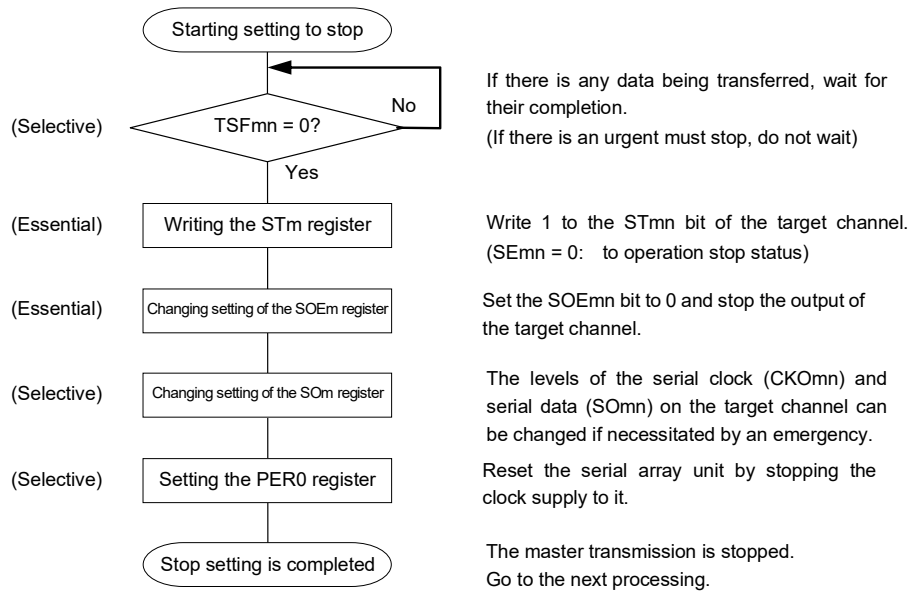 Starting setting to stop
No
If there is any data being transferred, wait for
their completion.
(If there is an urgent must stop, do not wait)
(Selective)
TSFmn = 0?
Yes
(Essential)
Writing the STm register
Write 1 to the STmn bit of the target channel.
(SEmn = 0: to operation stop status)
(Essential)
Changing setting of the SOEm register
Set the SOEmn bit to 0 and stop the output of
the target channel.
(Selective)
Changing setting of the SOm register
The levels of the serial clock (CKOmn) and
serial data (SOmn) on the target channel can
be changed if necessitated by an emergency.
(Selective)
Setting the PER0 register
Reset the serial array unit by stopping the
clock supply to it.
Stop setting is completed
The master transmission is stopped.
Go to the next processing.